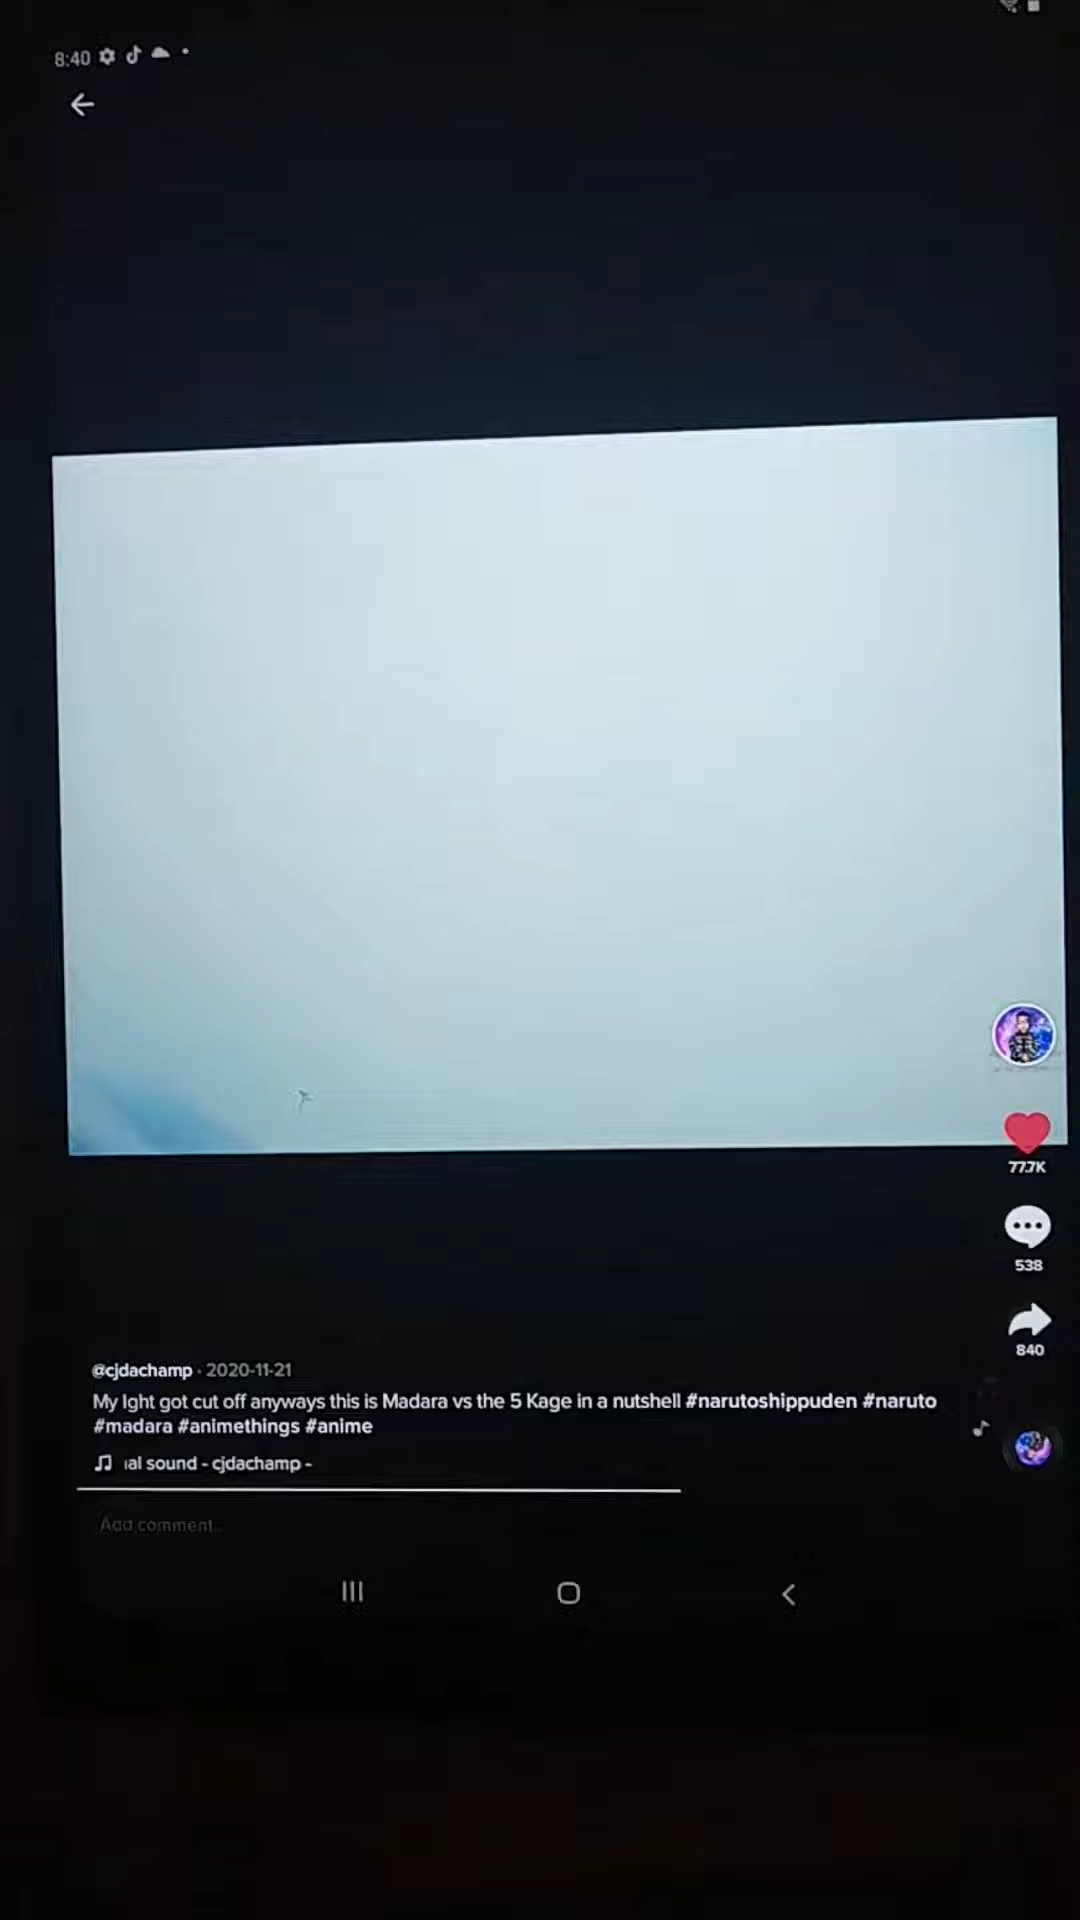 8:40
77.7K
538
840
@cjdachamp · 2020-11-21
My lght got cut off anyways this is Madara vs the 5 Kage in a nutshell #narutoshippuden #naruto
#madara #animethings #anime
ıal sound - cjdachamp -
Add comment...